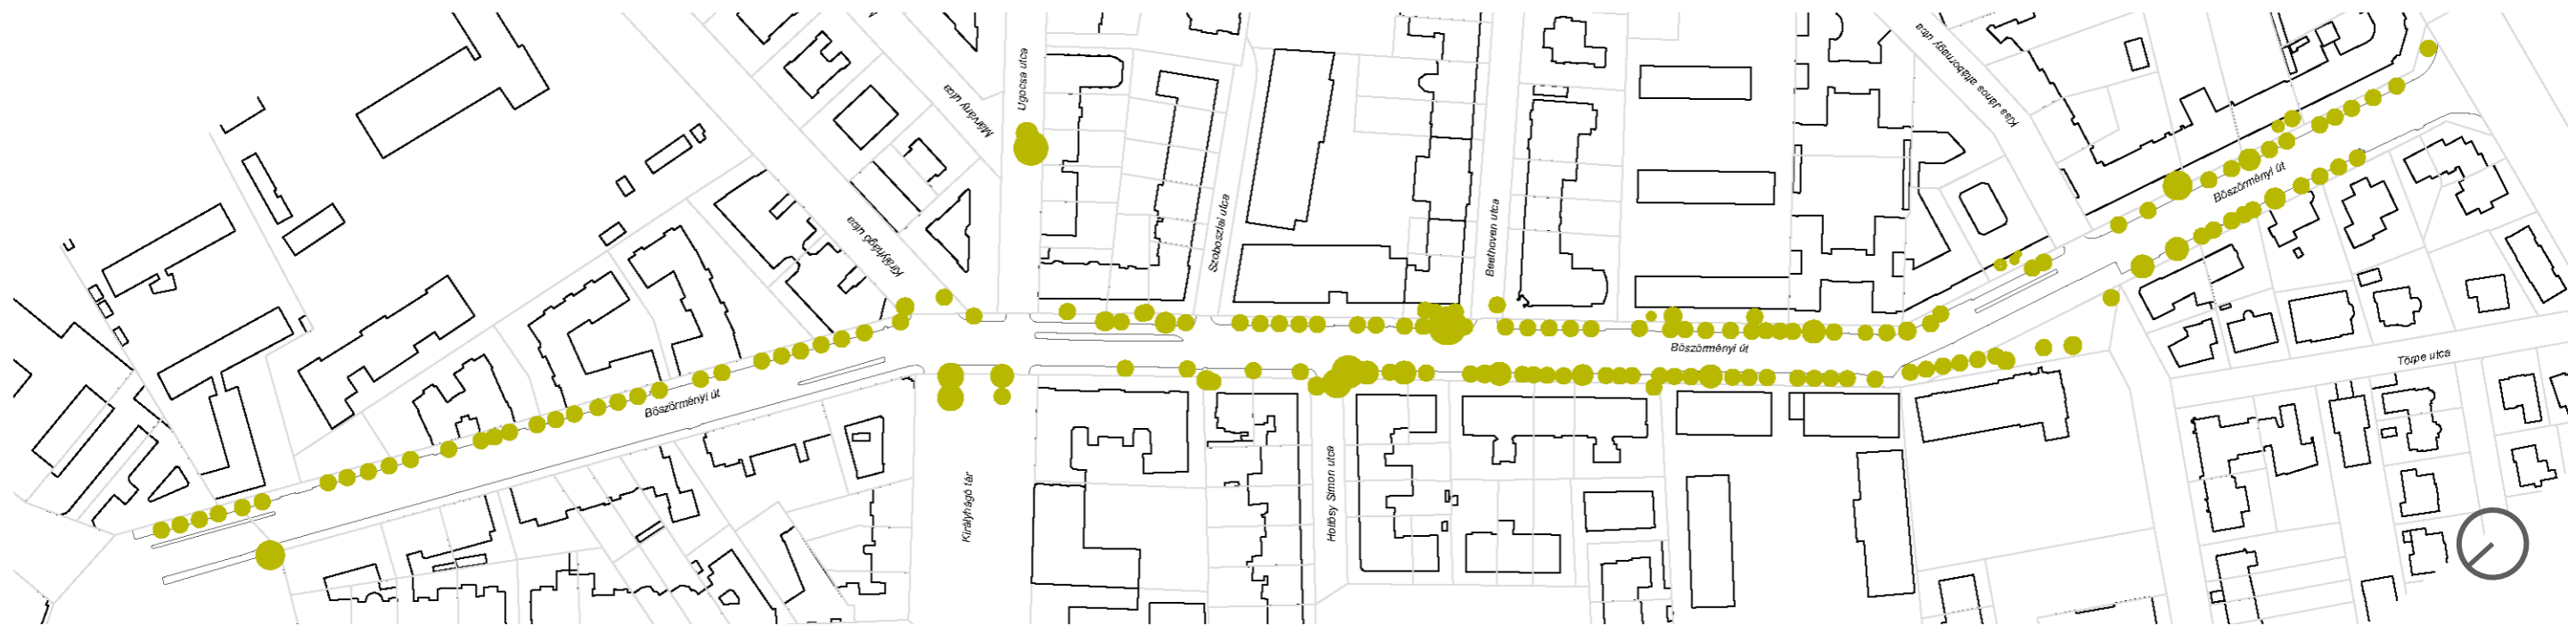 Ugocsa utca
Márvány utca
Királyhágó utca
Szoboszlai utca
Beethoven utca
Kiss János altábornagy utca
Böszörményi út
Böszörményi út
Törpe utca
Böszörményi út
Királyhágó tér
Hollósy Simon utca